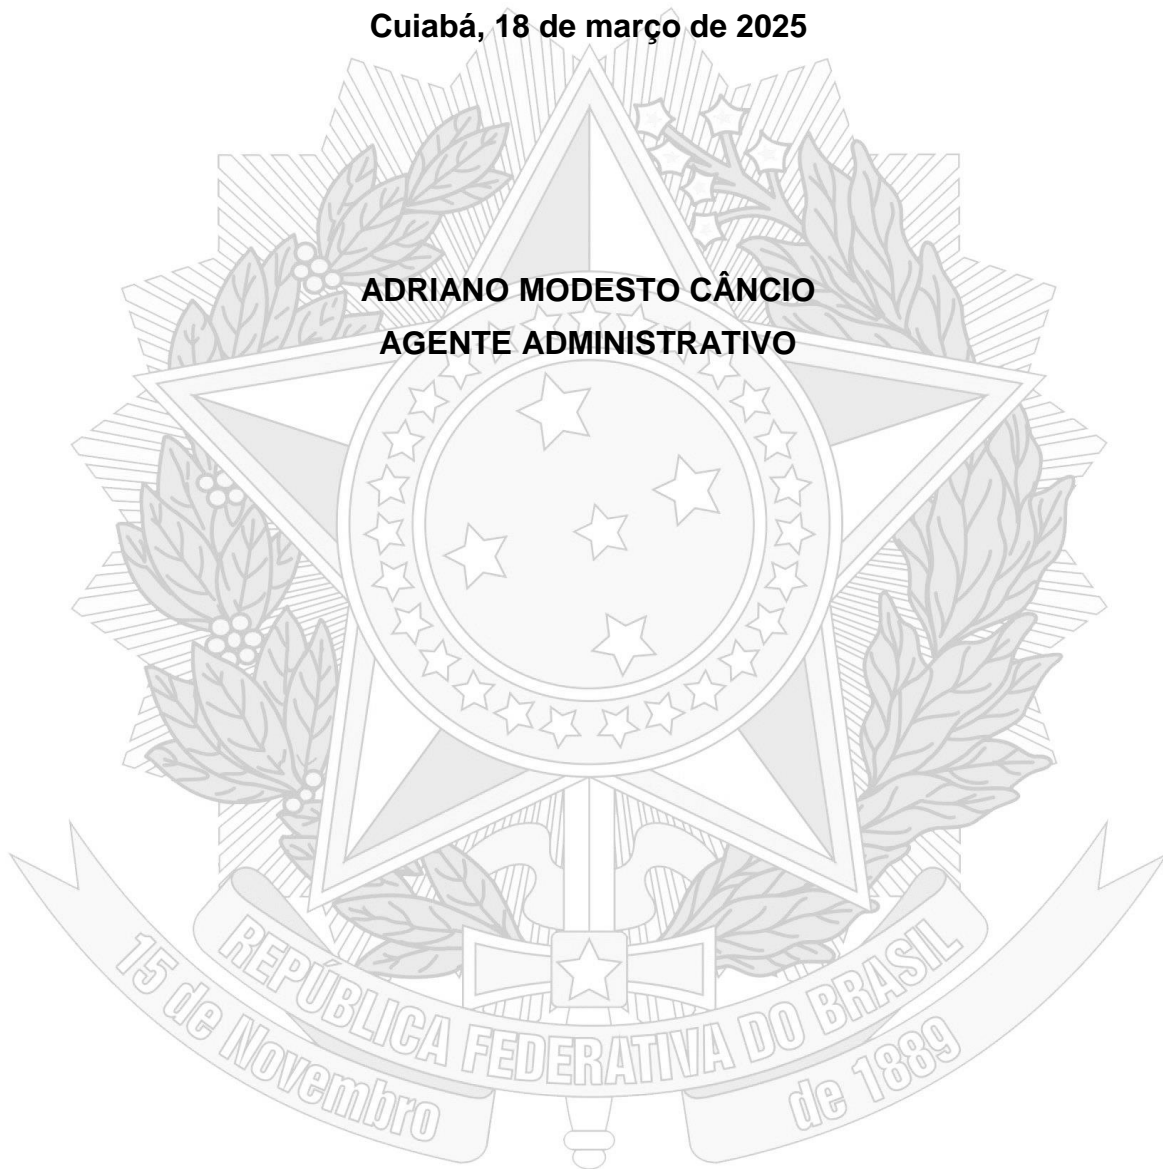 Cuiabá, 18 de março de 2025
ADRIANO MODESTO CÂNCIO
AGENTE ADMINISTRATIVO
REPÚBLICA FEDERATIVA DO BRASIL
15 de Novembro de 1889